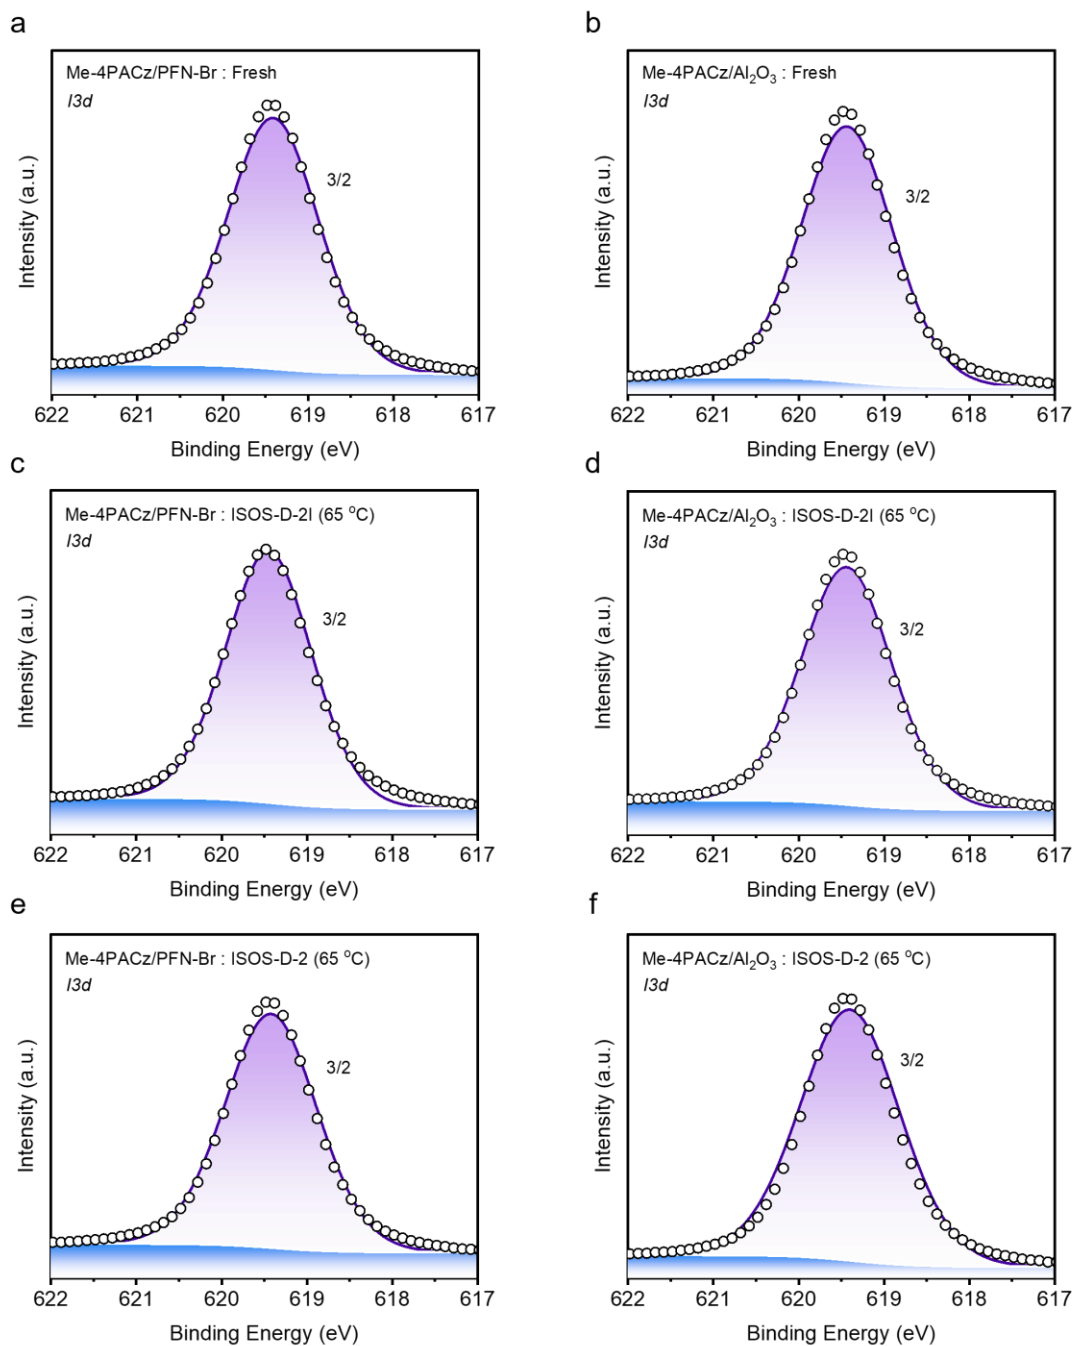 a
Me-4PACz/PFN-Br : Fresh
I3d
3/2
Intensity (a.u.)
622 621 620 619 618 617
Binding Energy (eV)
b
Me-4PACz/Al₂O₃ : Fresh
I3d
3/2
Intensity (a.u.)
622 621 620 619 618 617
Binding Energy (eV)
c
Me-4PACz/PFN-Br : ISOS-D-2I (65 °C)
I3d
3/2
Intensity (a.u.)
622 621 620 619 618 617
Binding Energy (eV)
d
Me-4PACz/Al₂O₃ : ISOS-D-2I (65 °C)
I3d
3/2
Intensity (a.u.)
622 621 620 619 618 617
Binding Energy (eV)
e
Me-4PACz/PFN-Br : ISOS-D-2 (65 °C)
I3d
3/2
Intensity (a.u.)
622 621 620 619 618 617
Binding Energy (eV)
f
Me-4PACz/Al₂O₃ : ISOS-D-2 (65 °C)
I3d
3/2
Intensity (a.u.)
622 621 620 619 618 617
Binding Energy (eV)